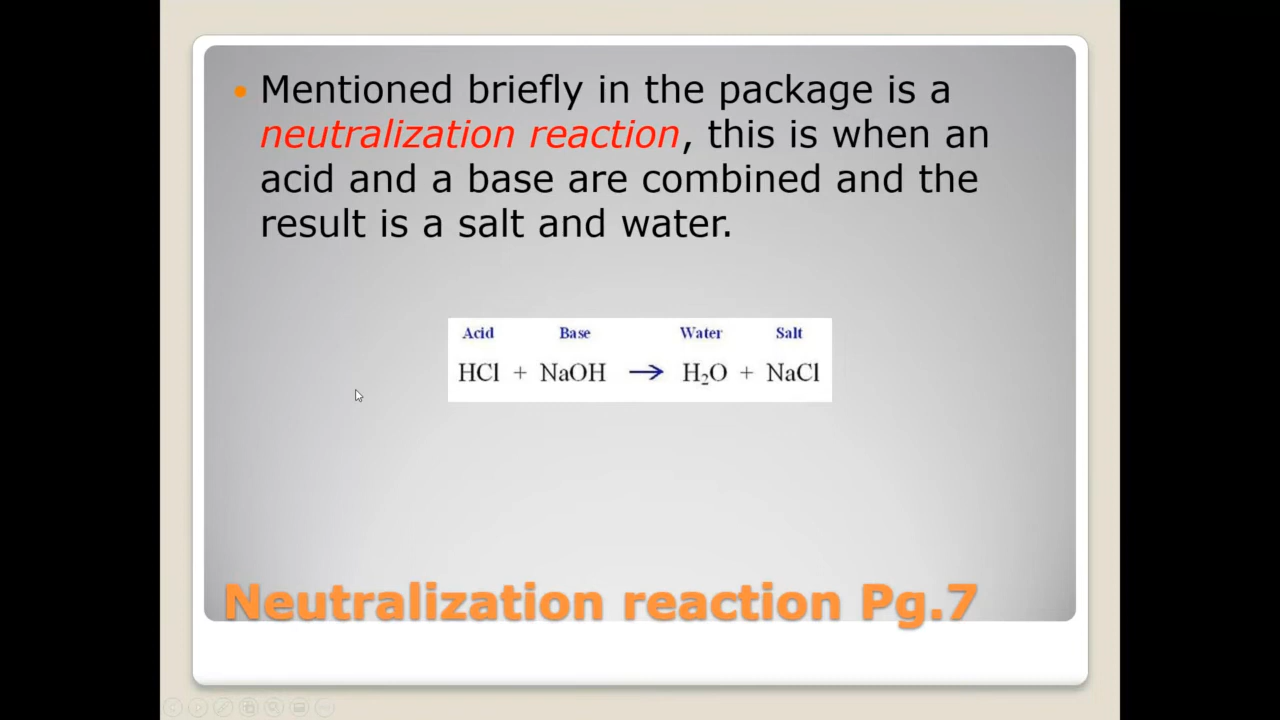 Mentioned briefly in the package is a
neutralization reaction, this is when an
acid and a base are combined and the
result is a salt and water.
Acid Base Water Salt
HCl + NaOH → H₂O + NaCl
Neutralization reaction Pg.7